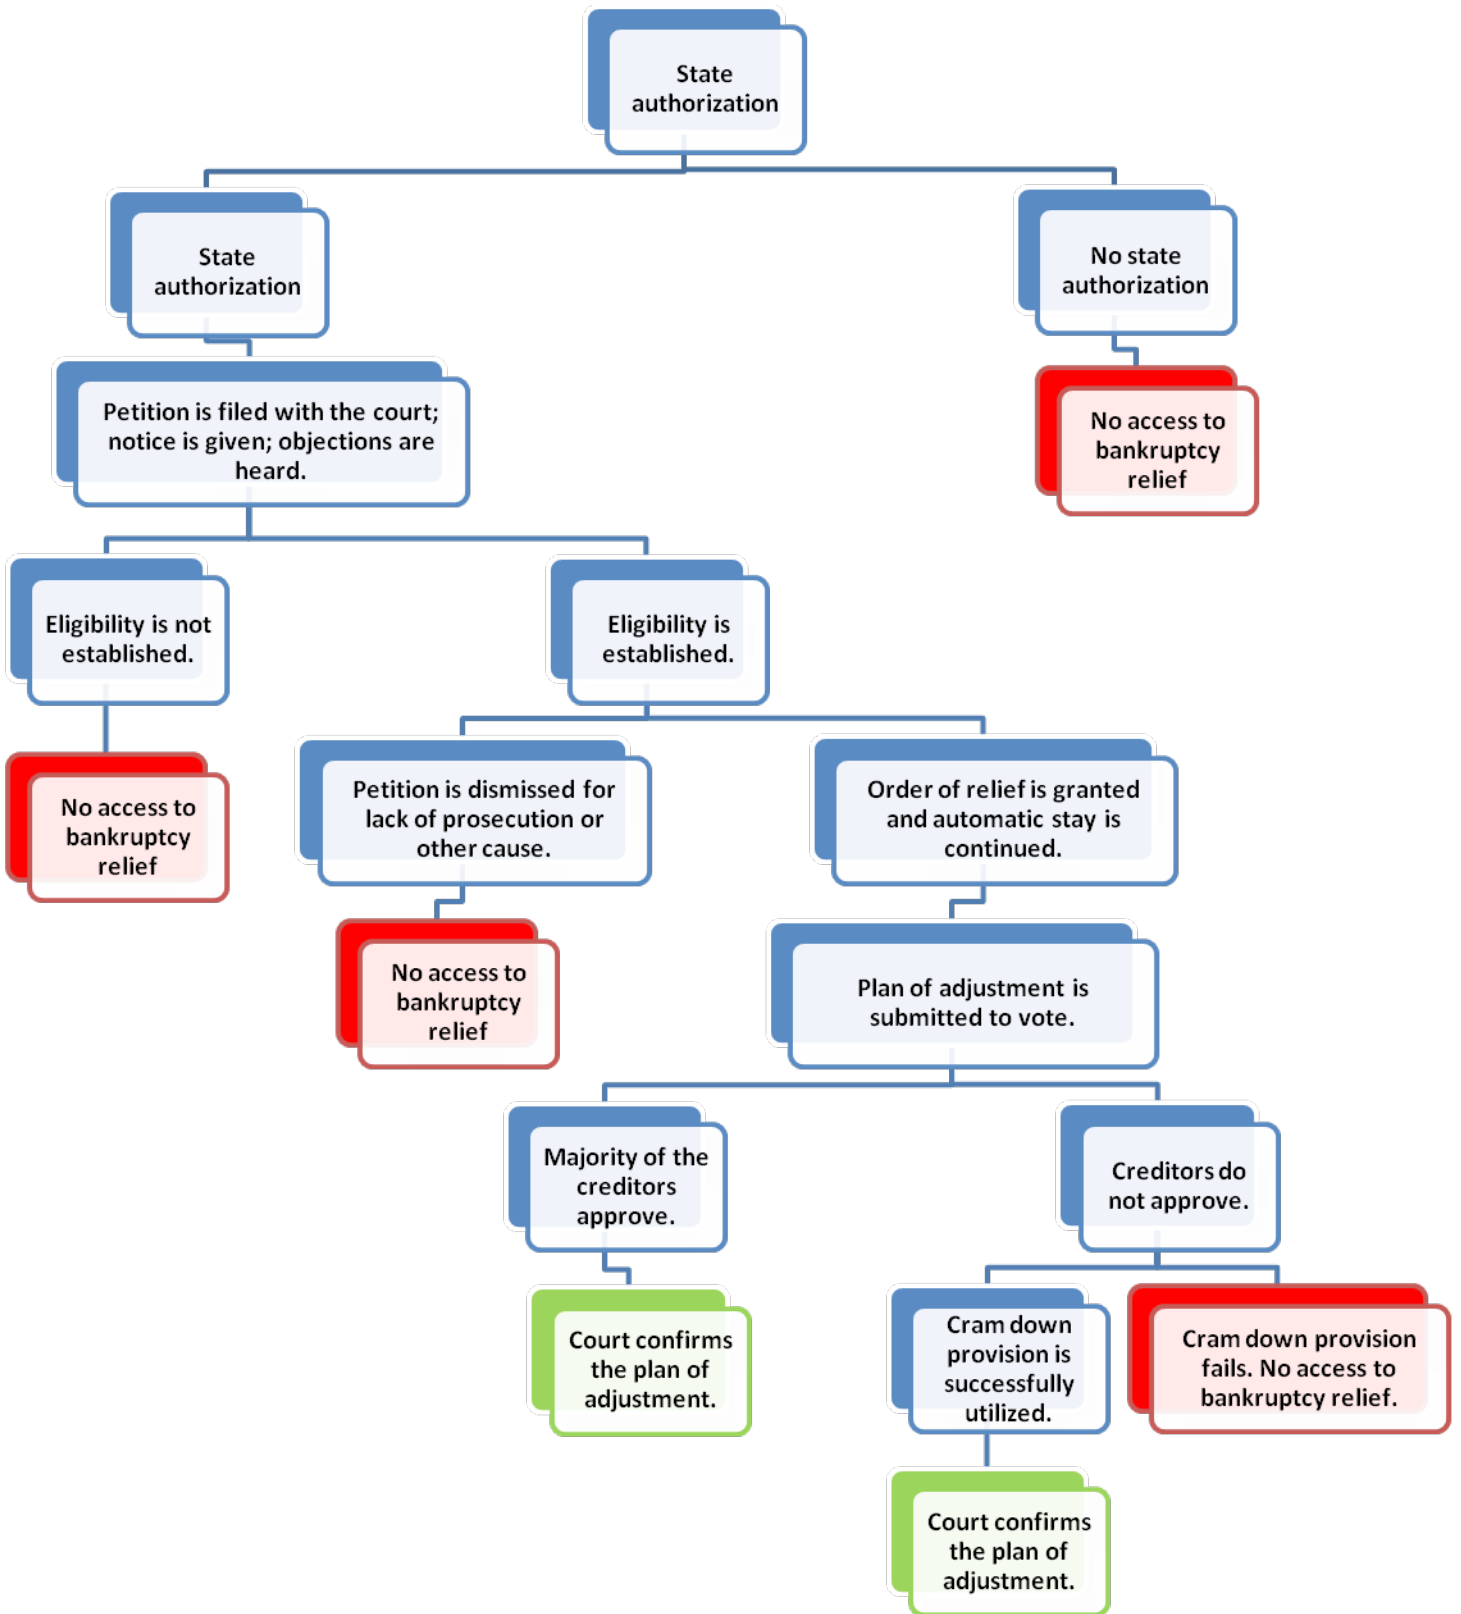 State
authorization
State
authorization
No state
authorization
Petition is filed with the court;
notice is given; objections are
heard.
No access to
bankruptcy
relief
Eligibility is not
established.
Eligibility is
established.
No access to
bankruptcy
relief
Petition is dismissed for
lack of prosecution or
other cause.
Order of relief is granted
and automatic stay is
continued.
No access to
bankruptcy
relief
Plan of adjustment is
submitted to vote.
Majority of the
creditors
approve.
Creditors do
not approve.
Court confirms
the plan of
adjustment.
Cram down
provision is
successfully
utilized.
Cram down provision
fails. No access to
bankruptcy relief.
Court confirms
the plan of
adjustment.